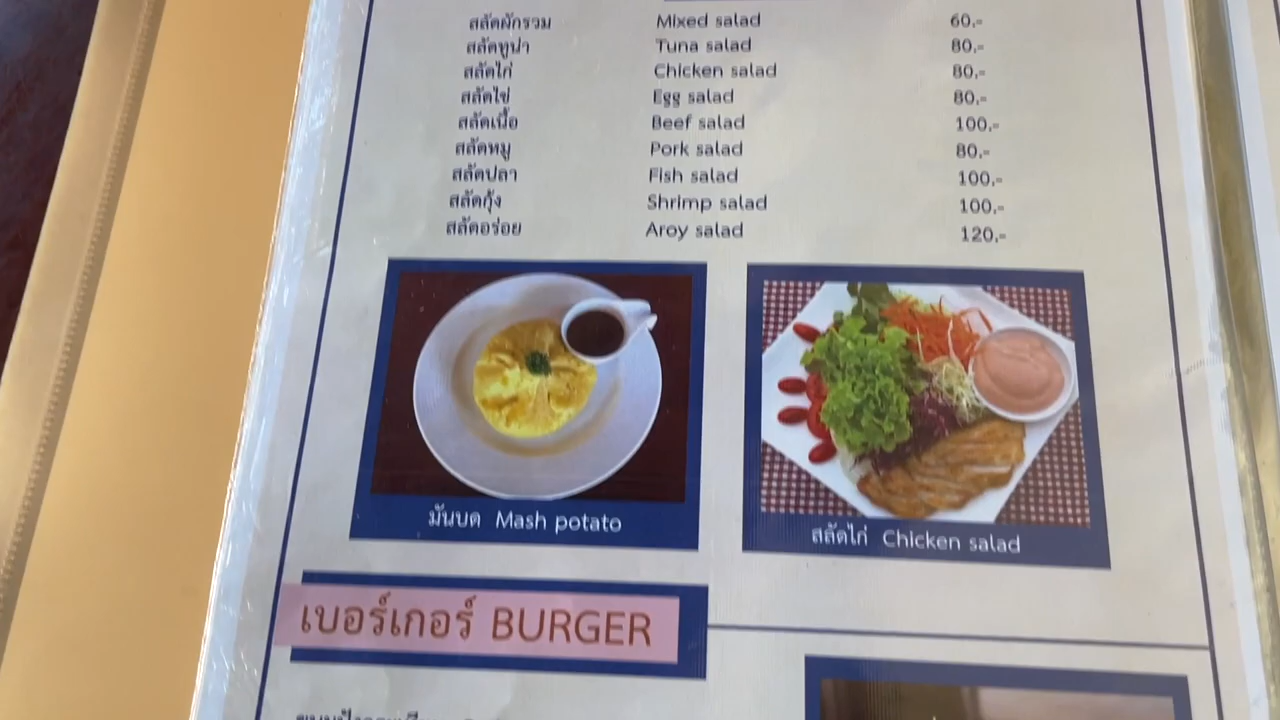 สลัดผักรวม Mixed salad 60,-
สลัดทูน่า Tuna salad 80,-
สลัดไก่ Chicken salad 80,-
สลัดไข่ Egg salad 80,-
สลัดเนื้อ Beef salad 100,-
สลัดหมู Pork salad 80,-
สลัดปลา Fish salad 100,-
สลัดกุ้ง Shrimp salad 100,-
สลัดอร่อย Aroy salad 120,-
มันบด Mash potato
สลัดไก่ Chicken salad
เบอร์เกอร์ BURGER